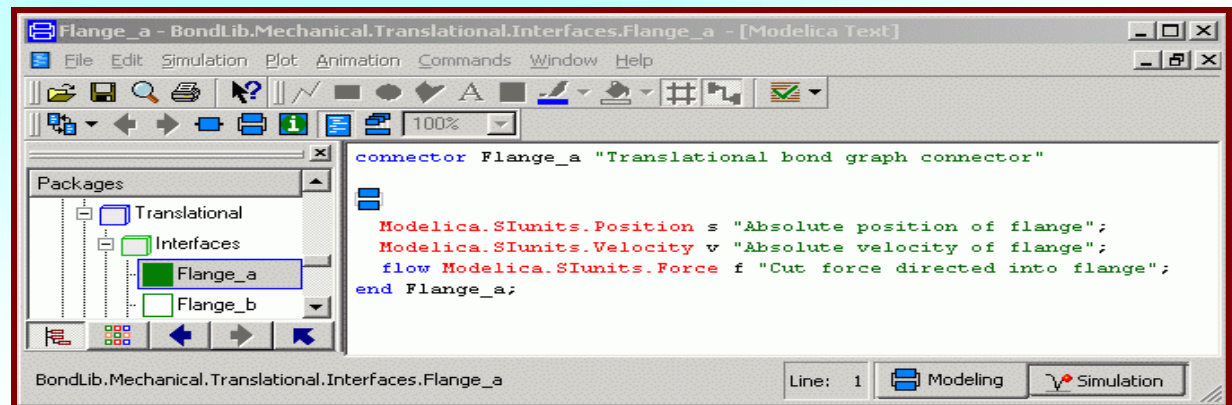 Flange_a - BondLib.Mechanical.Translational.Interfaces.Flange_a - [Modelica Text]
File Edit Simulation Plot Animation Commands Window Help
A
100%
Packages
Translational
Interfaces
Flange_a
Flange_b
connector Flange_a "Translational bond graph connector"
Modelica.SIunits.Position s "Absolute position of flange";
Modelica.SIunits.Velocity v "Absolute velocity of flange";
flow Modelica.SIunits.Force f "Cut force directed into flange";
end Flange_a;
BondLib.Mechanical.Translational.Interfaces.Flange_a
Line: 1 Modeling Simulation